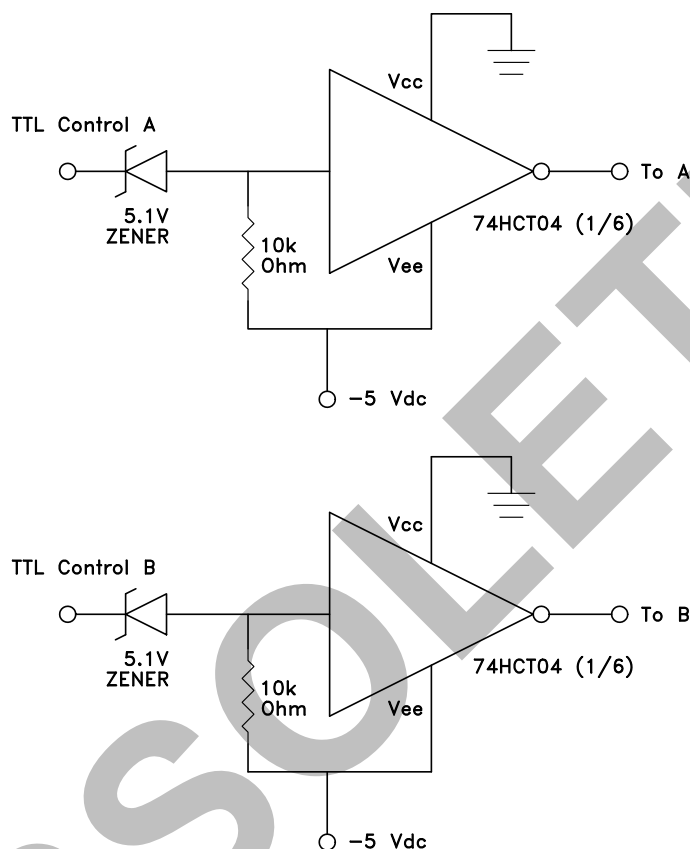 Vcc
TTL Control A
To A
5.1V
ZENER
10k
Ohm
74HCT04 (1/6)
Vee
-5 Vdc
Vcc
TTL Control B
To B
5.1V
ZENER
10k
Ohm
74HCT04 (1/6)
Vee
-5 Vdc
SOLET